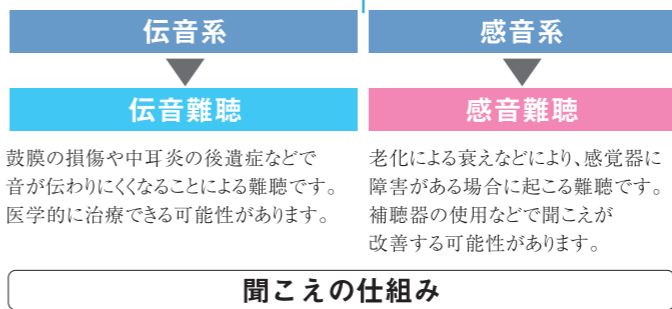 伝音系
伝音難聴
鼓膜の損傷や中耳炎の後遺症などで
音が伝わりにくくなることによる難聴です。
医学的に治療できる可能性があります。
感音系
感音難聴
老化による衰えなどにより、感覚器に
障害がある場合に起こる難聴です。
補聴器の使用などで聞こえが
改善する可能性があります。
聞こえの仕組み